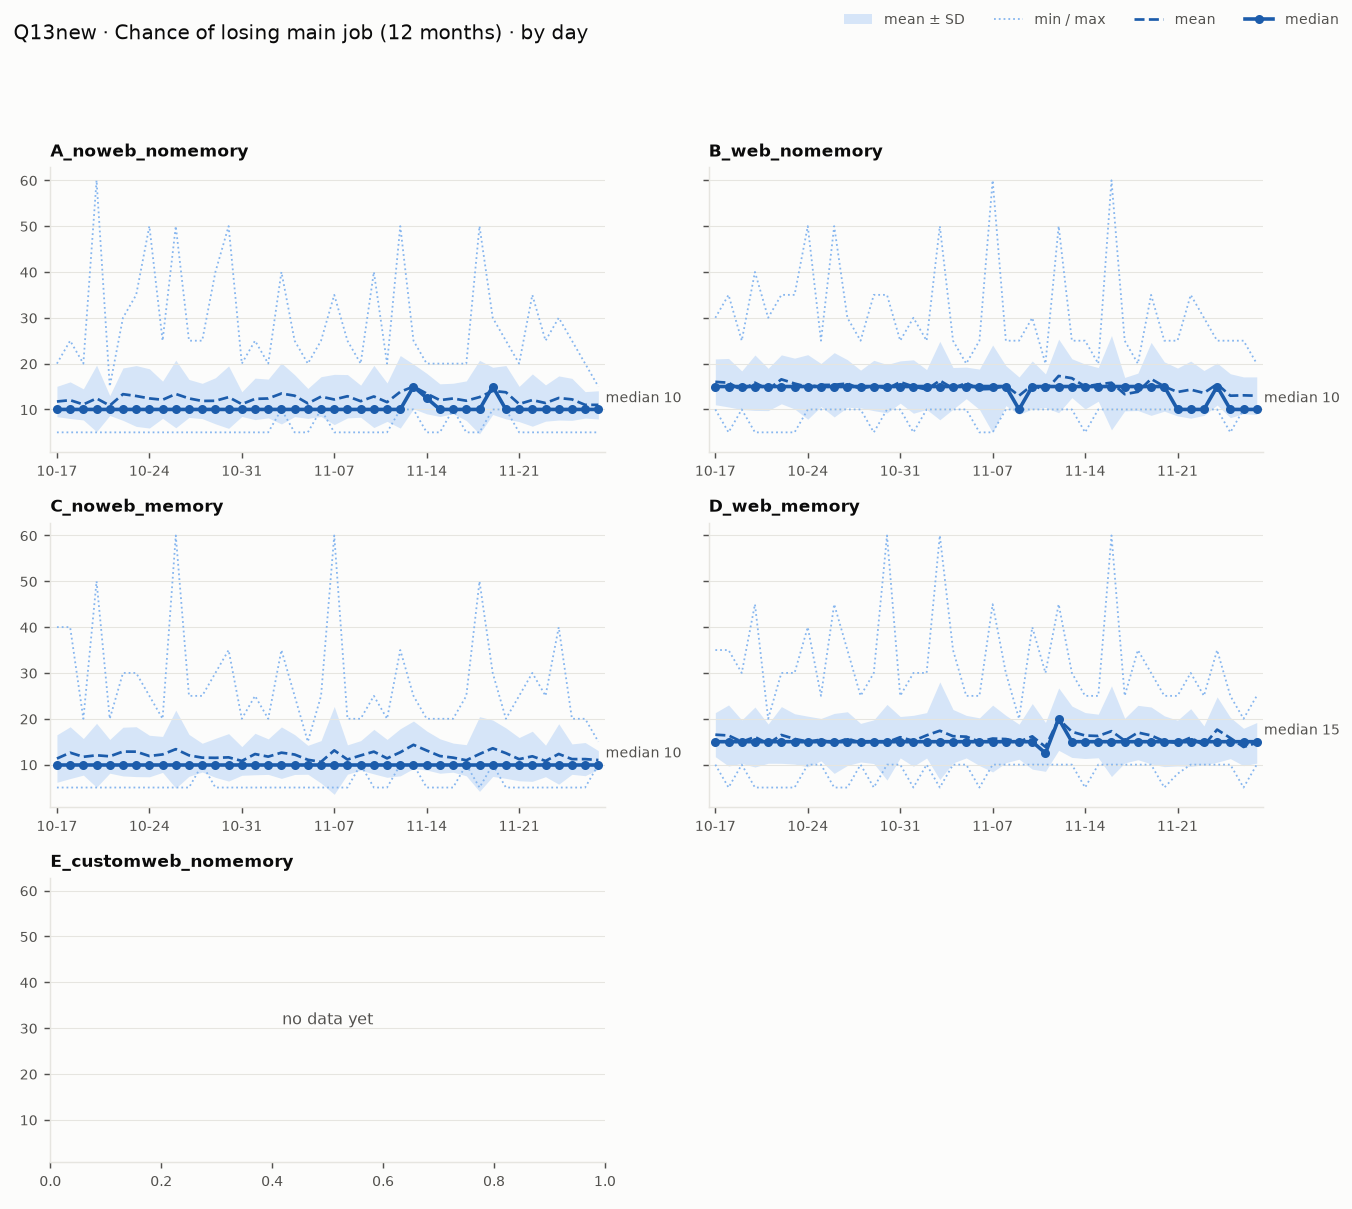 mean ± SD min / max mean median
Q13new · Chance of losing main job (12 months) · by day
A_noweb_nomemory
60
50
40
30
20
10
median 10
10-17 10-24 10-31 11-07 11-14 11-21
B_web_nomemory
median 10
10-17 10-24 10-31 11-07 11-14 11-21
C_noweb_memory
60
50
40
30
20
10
median 10
10-17 10-24 10-31 11-07 11-14 11-21
D_web_memory
median 15
10-17 10-24 10-31 11-07 11-14 11-21
E_customweb_nomemory
60
50
40
30
20
10
no data yet
0.0 0.2 0.4 0.6 0.8 1.0